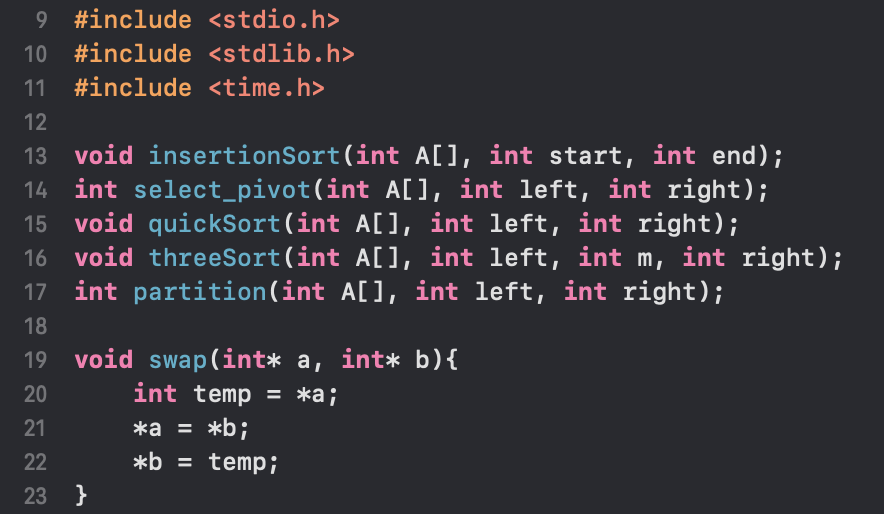 9 #include <stdio.h>
10 #include <stdlib.h>
11 #include <time.h>
12
13 void insertionSort(int A[], int start, int end);
14 int select_pivot(int A[], int left, int right);
15 void quickSort(int A[], int left, int right);
16 void threeSort(int A[], int left, int m, int right);
17 int partition(int A[], int left, int right);
18
19 void swap(int* a, int* b){
20     int temp = *a;
21     *a = *b;
22     *b = temp;
23 }